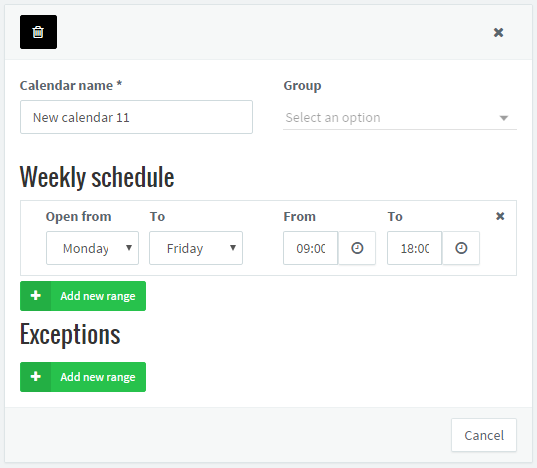 Calendar name * Group
New calendar 11 Select an option
Weekly schedule
Open from To From To
Monday Friday 09:00 18:00
Add new range
Exceptions
Add new range
Cancel